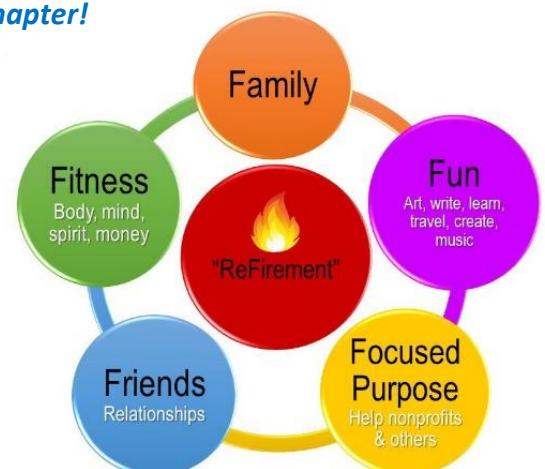 hapter!
Family
Fitness
Body, mind,
spirit, money
Fun
Art, write, learn,
travel, create,
music
"ReFirement"
Friends
Relationships
Focused
Purpose
Help nonprofits
& others